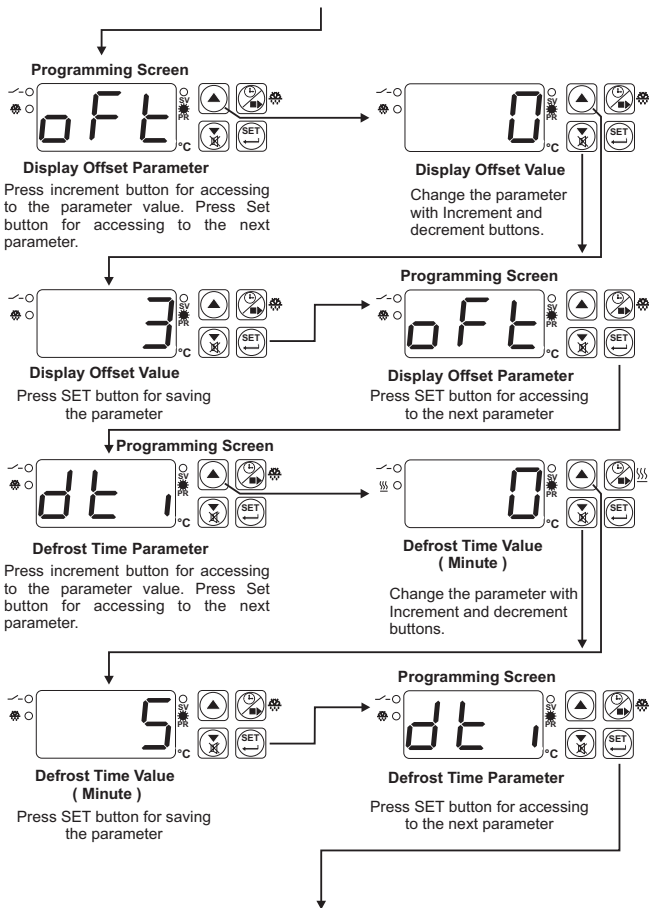 Programming Screen
oFt
SV
PR
°C
SET
Display Offset Parameter
Press increment button for accessing
to the parameter value. Press Set
button for accessing to the next
parameter.
0
SV
PR
°C
SET
Display Offset Value
Change the parameter
with Increment and
decrement buttons.
3
SV
PR
°C
SET
Display Offset Value
Press SET button for saving
the parameter
Programming Screen
oFt
SV
PR
°C
SET
Display Offset Parameter
Press SET button for accessing
to the next parameter
Programming Screen
dti
SV
PR
°C
SET
Defrost Time Parameter
Press increment button for accessing
to the parameter value. Press Set
button for accessing to the next
parameter.
0
SV
PR
°C
SET
Defrost Time Value
( Minute )
Change the parameter with
Increment and decrement
buttons.
5
SV
PR
°C
SET
Defrost Time Value
( Minute )
Press SET button for saving
the parameter
Programming Screen
dti
SV
PR
°C
SET
Defrost Time Parameter
Press SET button for accessing
to the next parameter